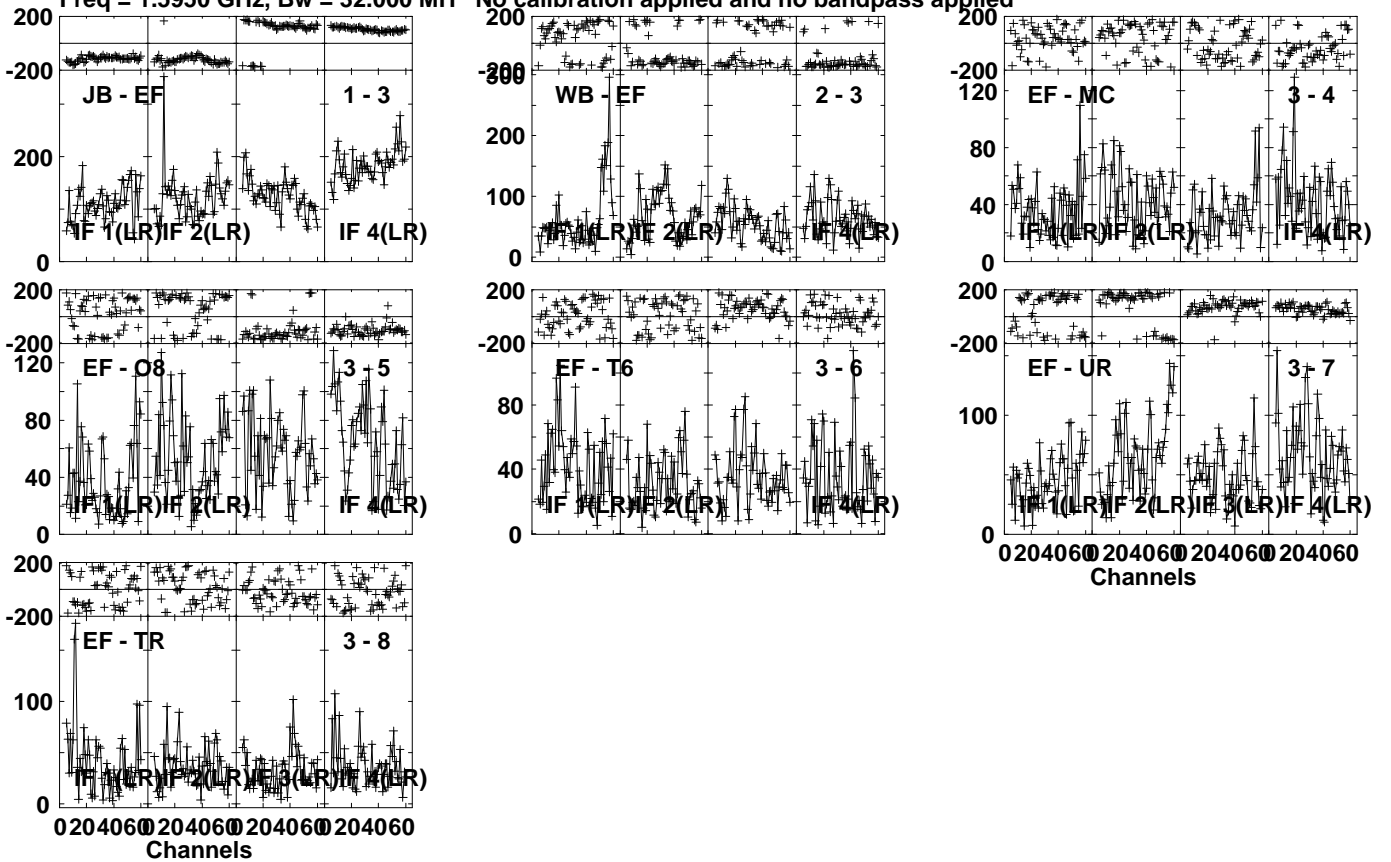 Freq = 1.5950 GHz, Bw = 32.000 MH No calibration applied and no bandpass applied
200
-200
JB - EF
1 - 3
200
0
IF 1(LR)
IF 2(LR)
IF 4(LR)
200
-200
300
WB - EF
2 - 3
200
100
0
IF 1(LR)
IF 2(LR)
IF 4(LR)
200
-200
EF - MC
3 - 4
120
80
40
0
IF 1(LR)
IF 2(LR)
IF 4(LR)
200
-200
EF - O8
3 - 5
120
80
40
0
IF 1(LR)
IF 2(LR)
IF 4(LR)
200
-200
EF - T6
3 - 6
80
40
0
IF 1(LR)
IF 2(LR)
IF 4(LR)
200
-200
EF - UR
3 - 7
100
0
IF 1(LR)
IF 2(LR)
IF 3(LR)
IF 4(LR)
0 20 40 60 0 20 40 60 0 20 40 60 0 20 40 60
Channels
200
-200
EF - TR
3 - 8
100
0
IF 1(LR)
IF 2(LR)
IF 3(LR)
IF 4(LR)
0 20 40 60 0 20 40 60 0 20 40 60 0 20 40 60
Channels